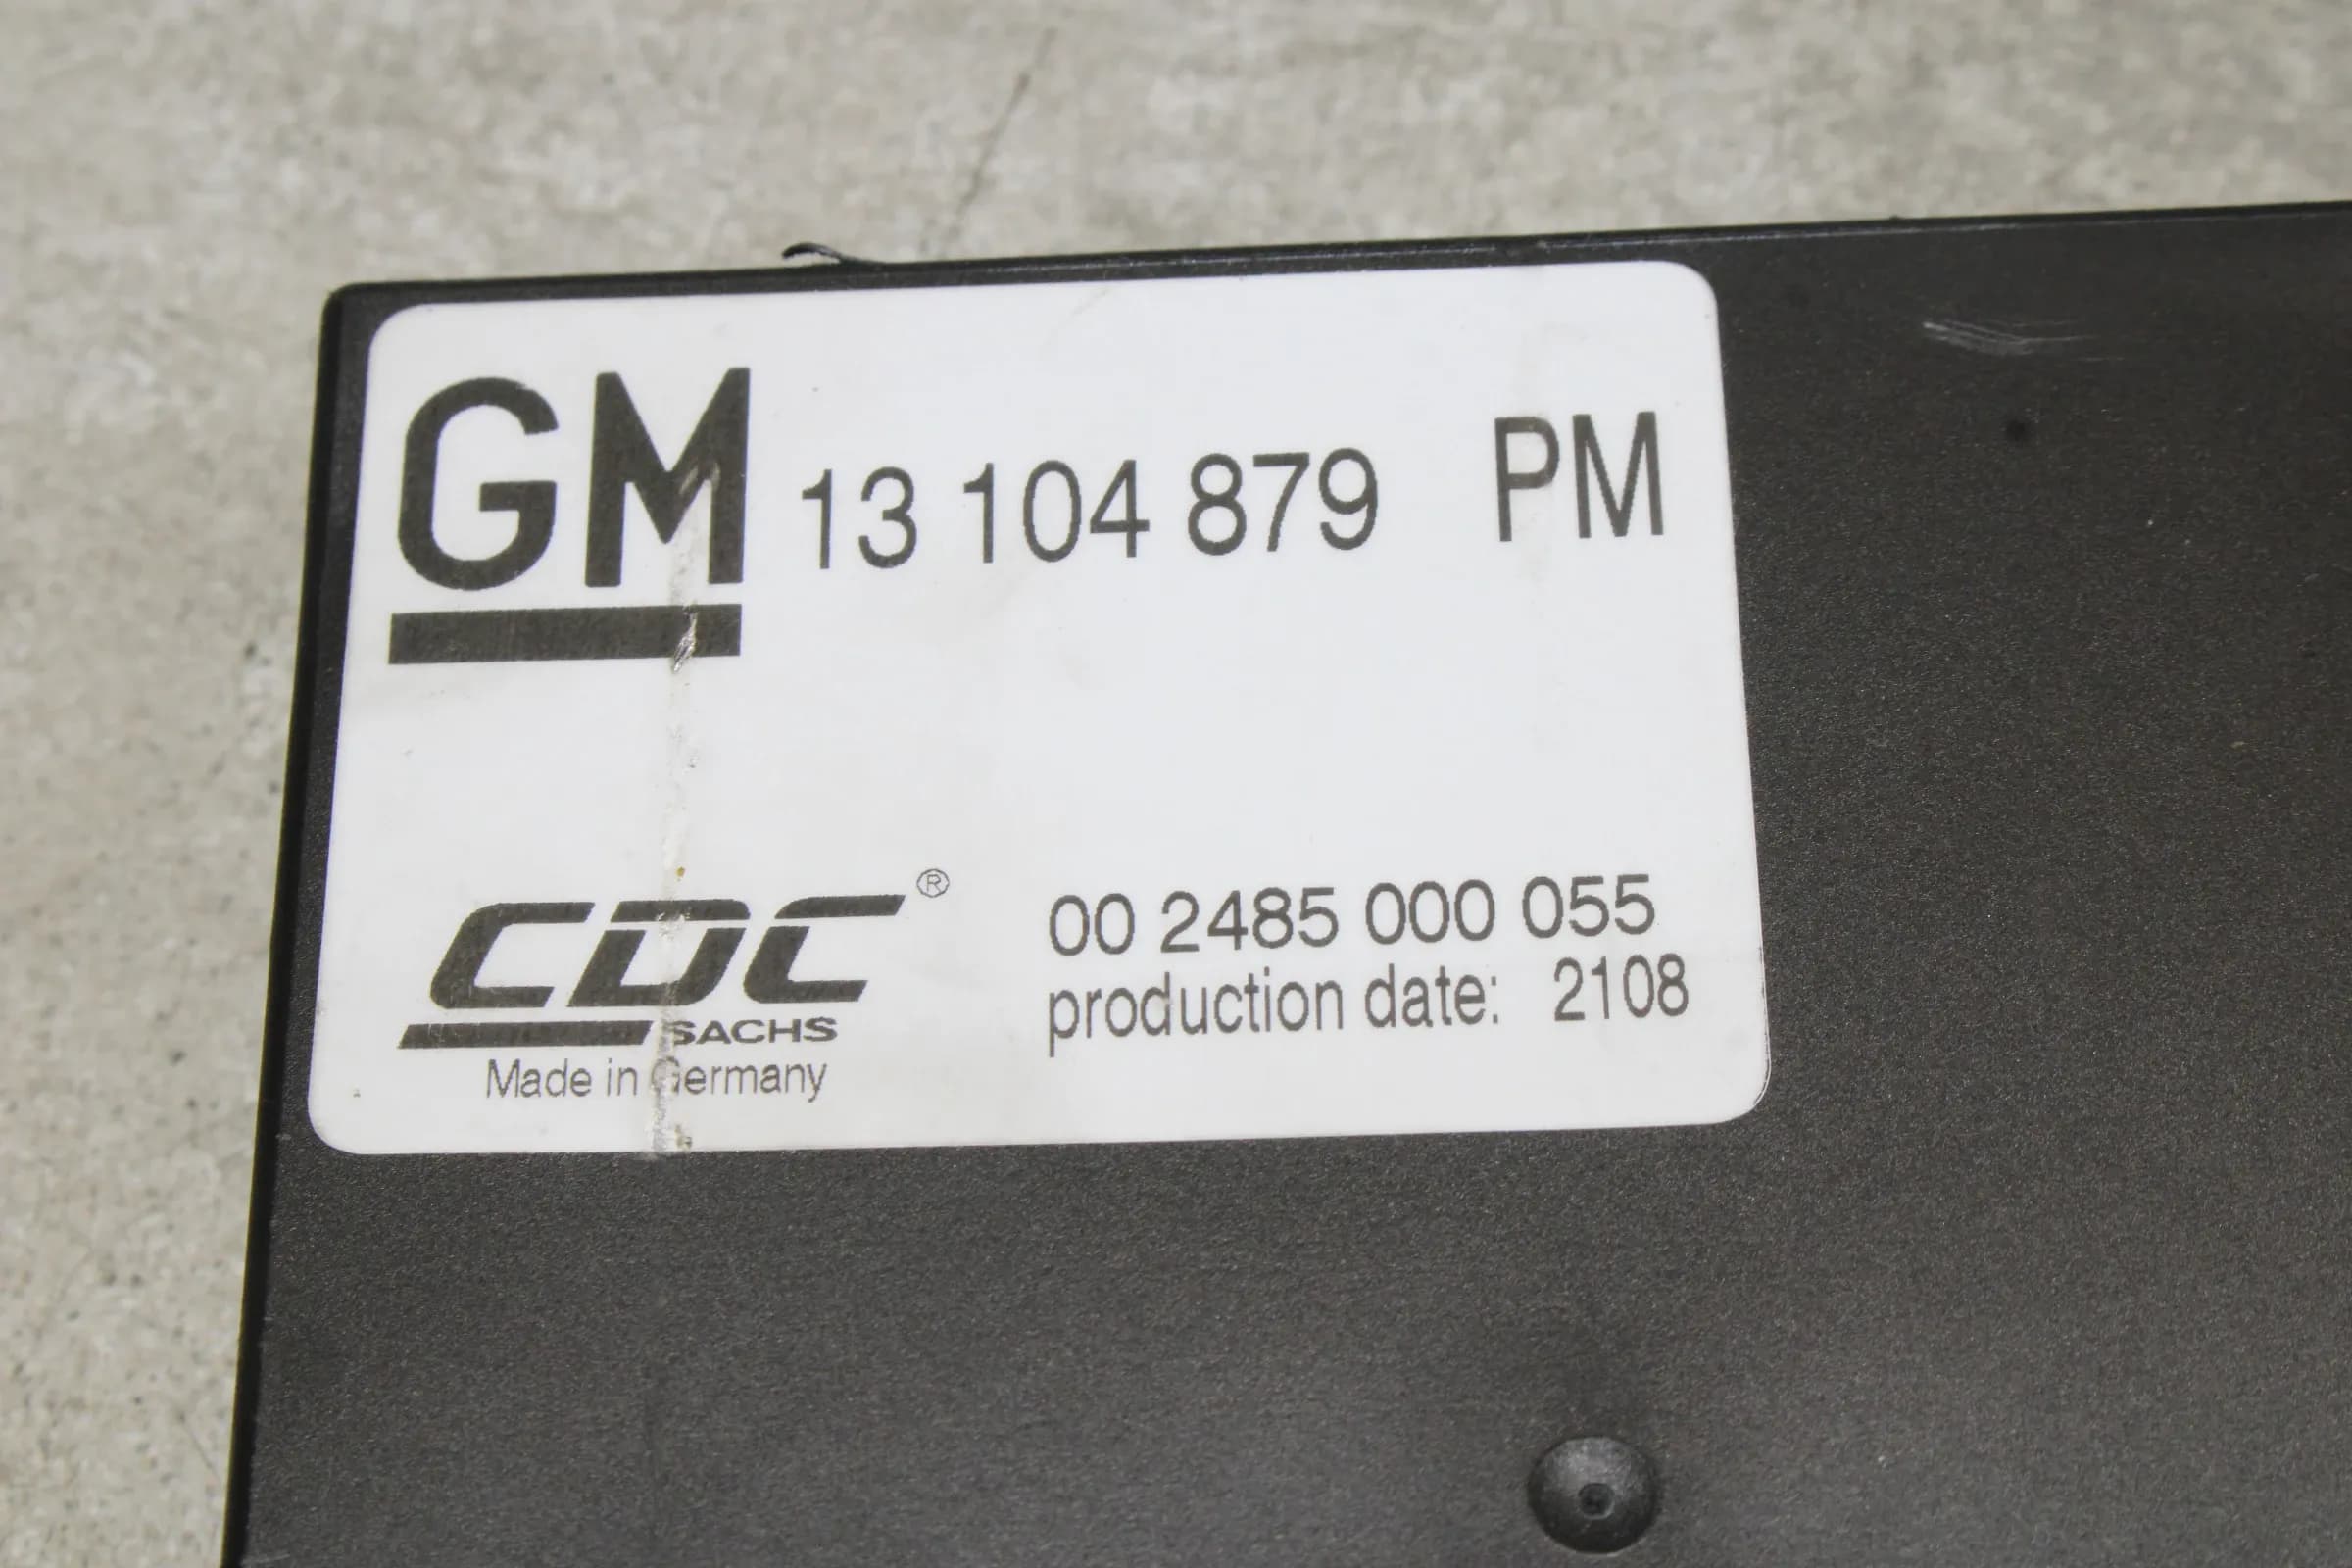 GM 13 104 879 PM
CDC®
SACHS
Made in Germany
00 2485 000 055
production date: 2108